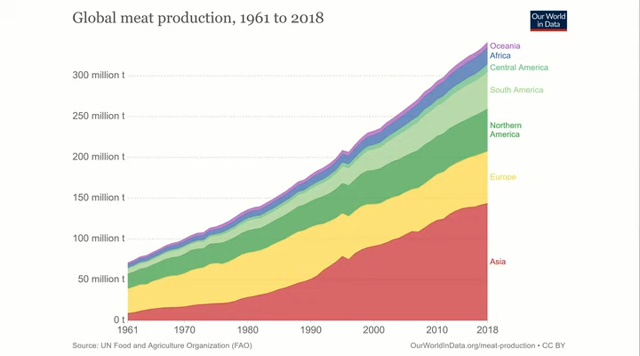 Global meat production, 1961 to 2018
Our World
in Data
300 million t
250 million t
200 million t
150 million t
100 million t
50 million t
0 t
1961
1970
1980
1990
2000
2010
2018
Oceania
Africa
Central America
South America
Northern
America
Europe
Asia
Source: UN Food and Agriculture Organization (FAO)
OurWorldInData.org/meat-production • CC BY